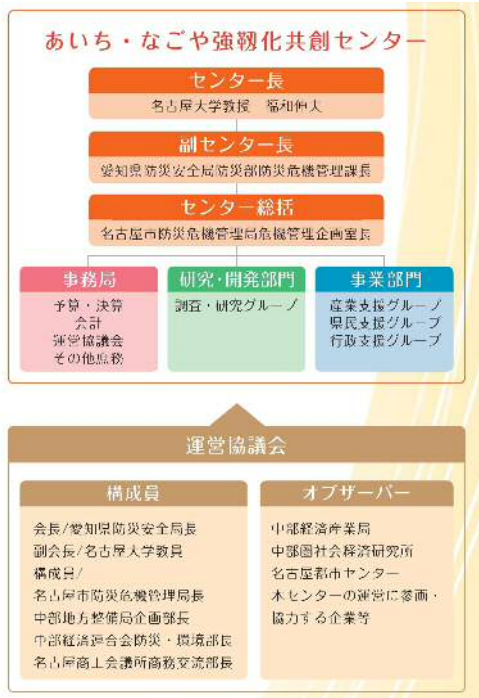 あいち・なごや強靱化共創センター
センター長
名古屋大学教授 福和伸夫
副センター長
愛知県防災安全局防災部防災危機管理課長
センター総括
名古屋市防災危機管理局危機管理企画室長
事務局
予算・決算
会計
運営協議会
その他庶務
研究・開発部門
調査・研究グループ
事業部門
産業支援グループ
県民支援グループ
行政支援グループ
運営協議会
構成員
会長/愛知県防災安全局長
副会長/名古屋大学教員
構成員/
名古屋市防災危機管理局長
中部地方整備局企画部長
中部経済連合会防災・環境部長
名古屋商工会議所商務交流部長
オブザーバー
中部経済産業局
中部圏社会経済研究所
名古屋都市センター
本センターの運営に参画・
協力する企業等